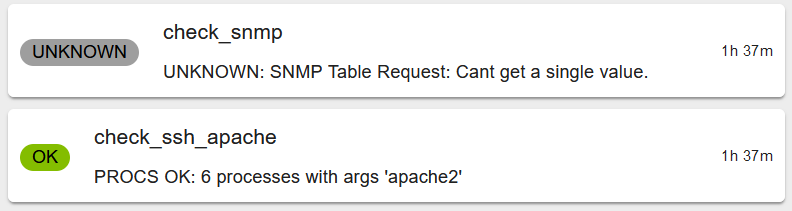 check_snmp
UNKNOWN
1h 37m
UNKNOWN: SNMP Table Request: Cant get a single value.
check_ssh_apache
OK
1h 37m
PROCS OK: 6 processes with args 'apache2'